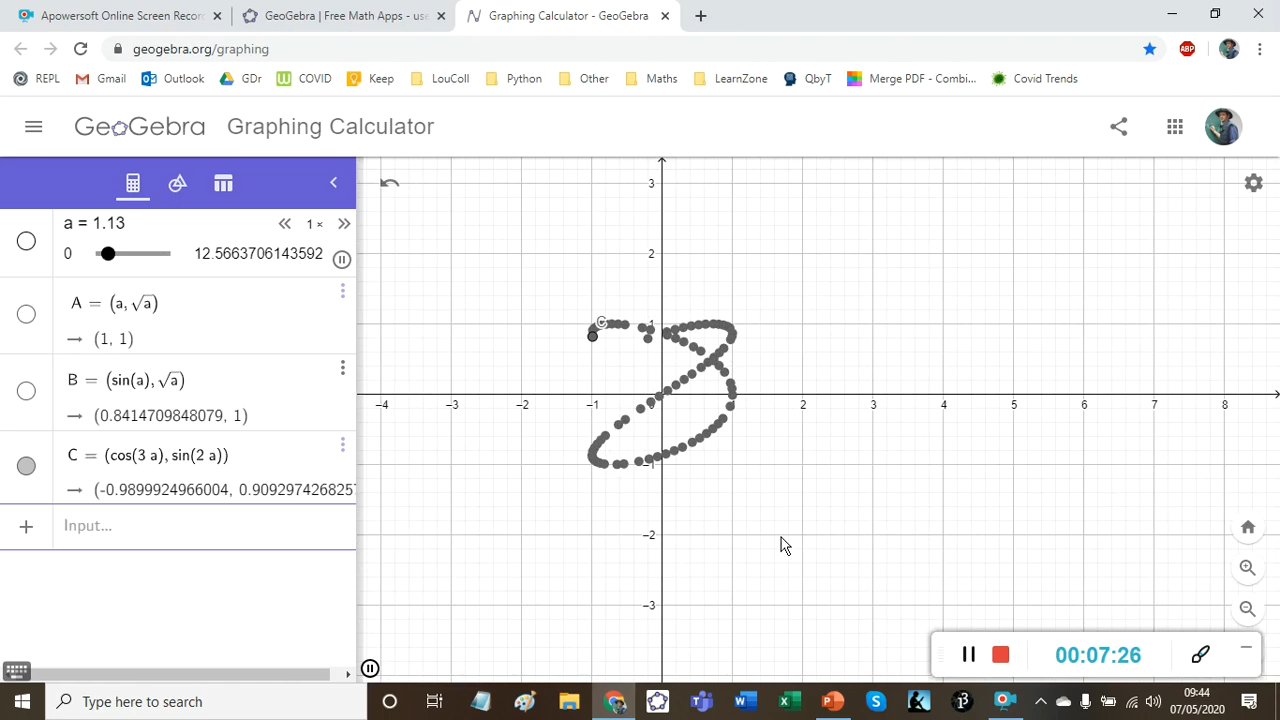 Apowersoft Online Screen Recor
GeoGebra | Free Math Apps - use
Graphing Calculator - GeoGebra
geogebra.org/graphing
ABP
REPL Gmail Outlook GDr COVID Keep LouColl Python Other Maths LearnZone QbyT Merge PDF - Combi... Covid Trends
GeoGebra Graphing Calculator
a = 1.13
1 ×
0 12.5663706143592
A = (a, √a)
→ (1, 1)
B = (sin(a), √a)
→ (0.8414709848079, 1)
C = (cos(3 a), sin(2 a))
→ (-0.9899924966004, 0.9092974268257
+ Input...
C
3
2
1
−4 −3 −2 −1 0 1 2 3 4 5 6 7 8
−1
−2
−3
00:07:26
Type here to search
09:44
07/05/2020